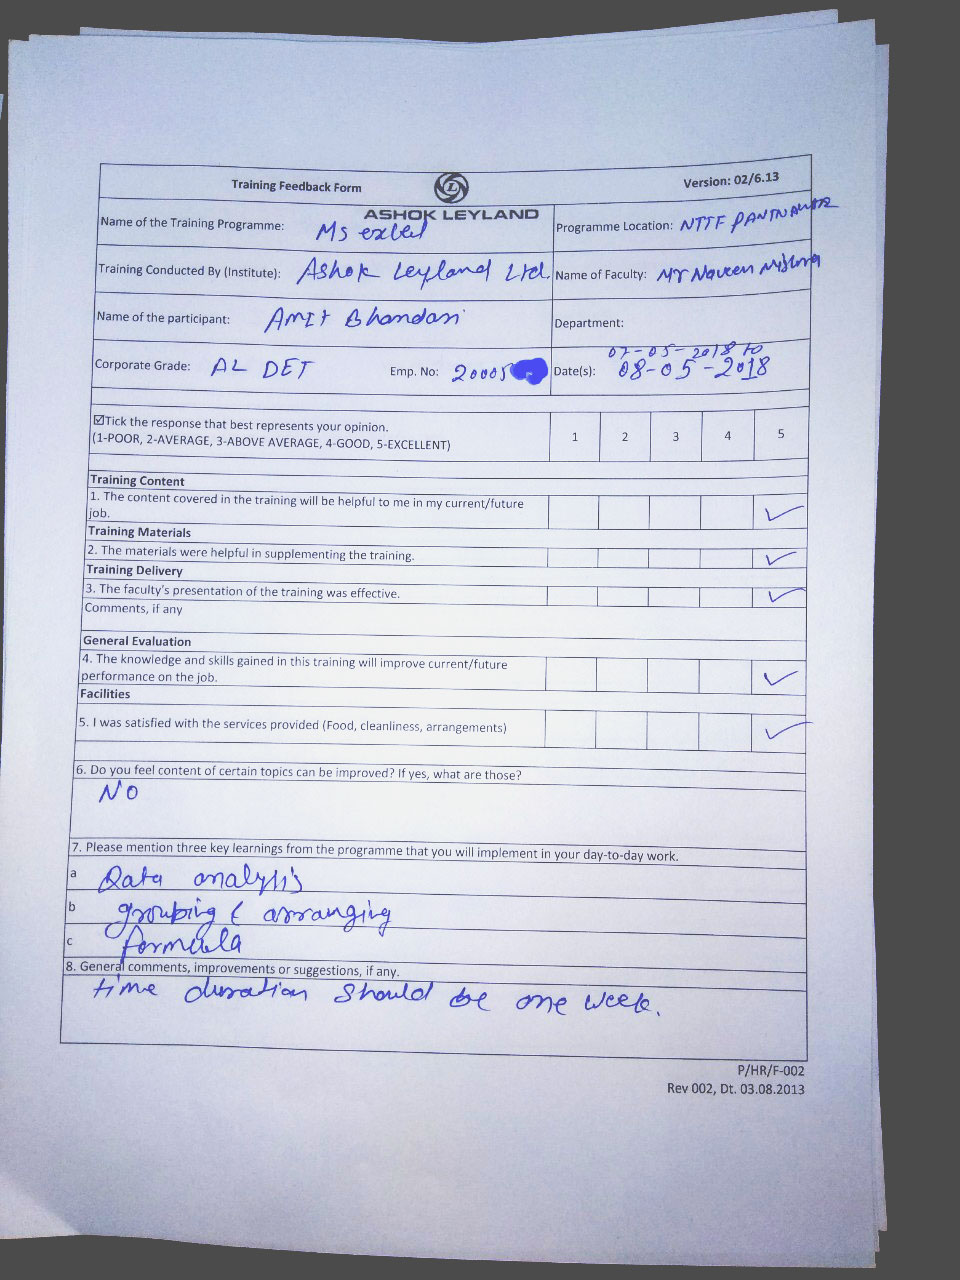 Training Feedback Form
ASHOK LEYLAND
Version: 02/6.13
Name of the Training Programme: Ms excel
Programme Location: NTTF PANTNAGAR
Training Conducted By (Institute): Ashok Leyland Ltd.
Name of Faculty: Mr Naveen Mishra
Name of the participant: Amit Bhandari
Department:
Corporate Grade: AL DET
Emp. No: 20005
Date(s): 07-05-2018 to
08-05-2018
☑Tick the response that best represents your opinion.
(1-POOR, 2-AVERAGE, 3-ABOVE AVERAGE, 4-GOOD, 5-EXCELLENT)
1 2 3 4 5
Training Content
1. The content covered in the training will be helpful to me in my current/future
job.
Training Materials
2. The materials were helpful in supplementing the training.
Training Delivery
3. The faculty's presentation of the training was effective.
Comments, if any
General Evaluation
4. The knowledge and skills gained in this training will improve current/future
performance on the job.
Facilities
5. I was satisfied with the services provided (Food, cleanliness, arrangements)
6. Do you feel content of certain topics can be improved? If yes, what are those?
NO
7. Please mention three key learnings from the programme that you will implement in your day-to-day work.
a Data analysis
b grouping & arranging
c formula
8. General comments, improvements or suggestions, if any.
time duration should be one week.
P/HR/F-002
Rev 002, Dt. 03.08.2013